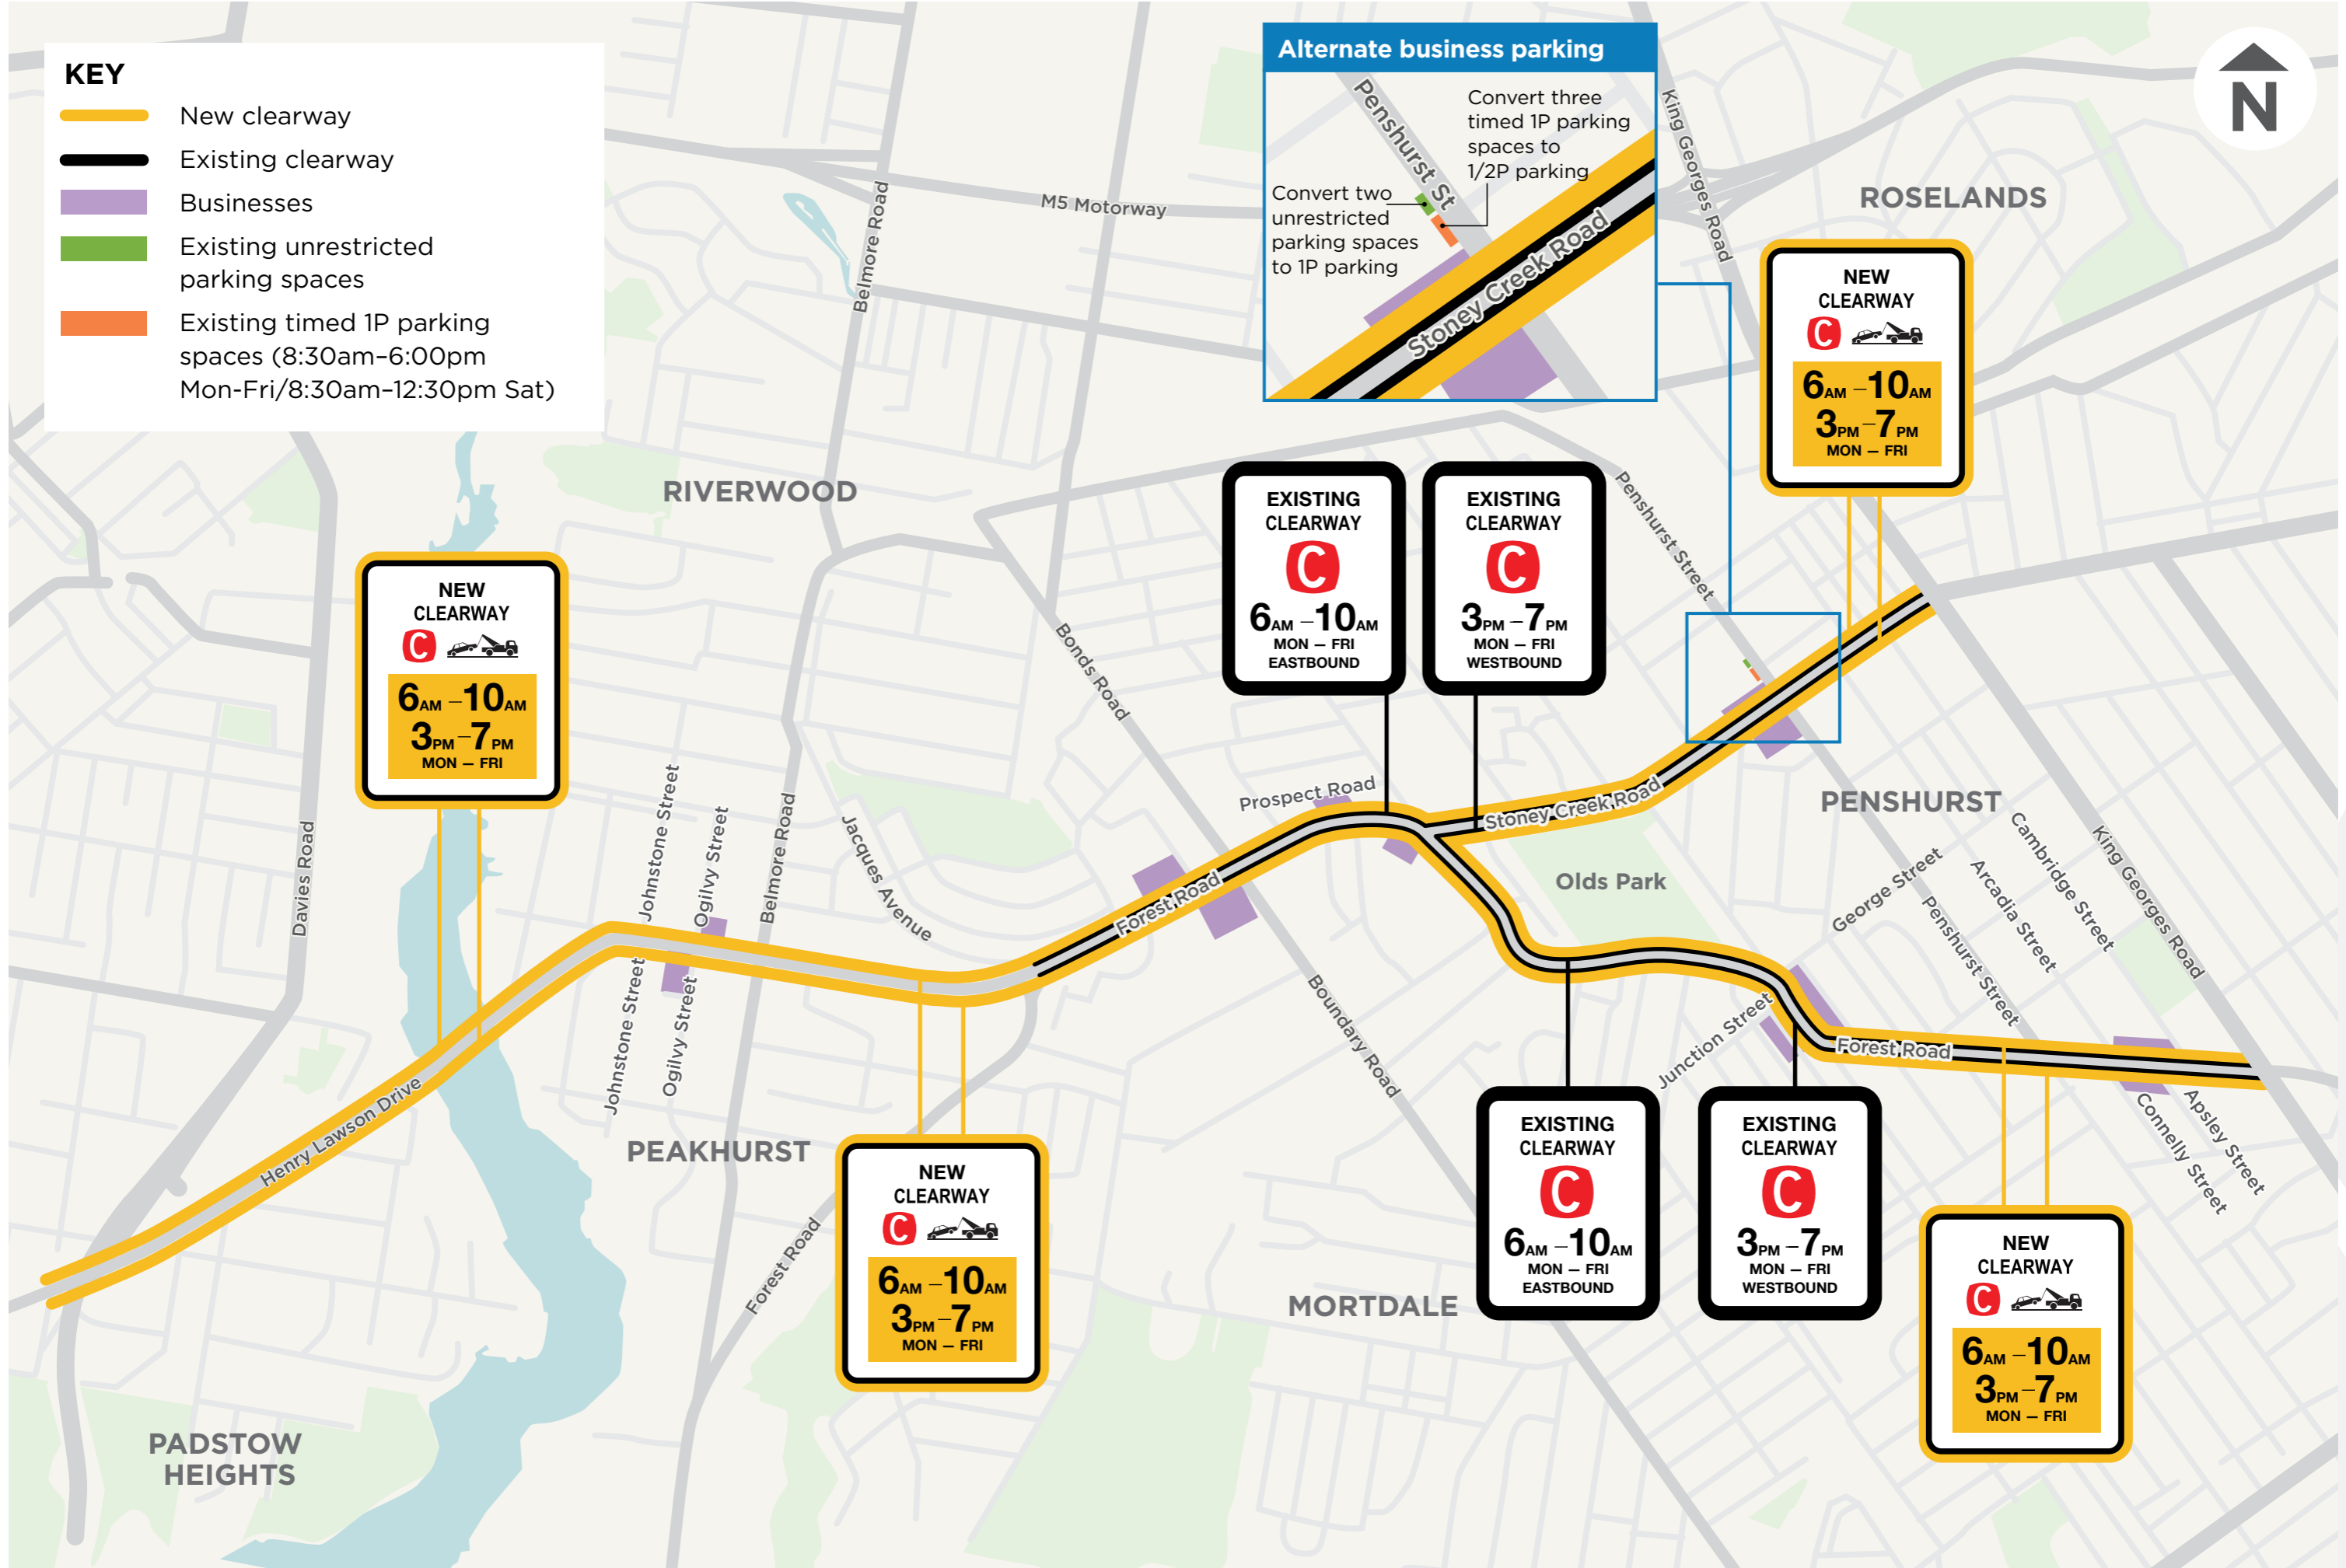 KEY
New clearway
Existing clearway
Businesses
Existing unrestricted
parking spaces
Existing timed 1P parking
spaces (8:30am–6:00pm
Mon-Fri/8:30am–12:30pm Sat)
Alternate business parking
Penshurst St
Convert three
timed 1P parking
spaces to
1/2P parking
Convert two
unrestricted
parking spaces
to 1P parking
Stoney Creek Road
N
King Georges Road
ROSELANDS
M5 Motorway
Belmore Road
RIVERWOOD
NEW
CLEARWAY
C
6AM – 10AM
3PM – 7PM
MON – FRI
EXISTING
CLEARWAY
C
6AM – 10AM
MON – FRI
EASTBOUND
EXISTING
CLEARWAY
C
3PM – 7PM
MON – FRI
WESTBOUND
Penshurst Street
NEW
CLEARWAY
C
6AM – 10AM
3PM – 7PM
MON – FRI
Bonds Road
Davies Road
Johnstone Street
Ogilvy Street
Belmore Road
Jacques Avenue
Prospect Road
Stoney Creek Road
Forest Road
PENSHURST
Olds Park
George Street
Penshurst Street
Arcadia Street
Cambridge Street
King Georges Road
Johnstone Street
Ogilvy Street
Henry Lawson Drive
Boundary Road
Junction Street
Forest Road
Connelly Street
Apsley Street
PEAKHURST
Forest Road
NEW
CLEARWAY
C
6AM – 10AM
3PM – 7PM
MON – FRI
MORTDALE
EXISTING
CLEARWAY
C
6AM – 10AM
MON – FRI
EASTBOUND
EXISTING
CLEARWAY
C
3PM – 7PM
MON – FRI
WESTBOUND
NEW
CLEARWAY
C
6AM – 10AM
3PM – 7PM
MON – FRI
PADSTOW
HEIGHTS